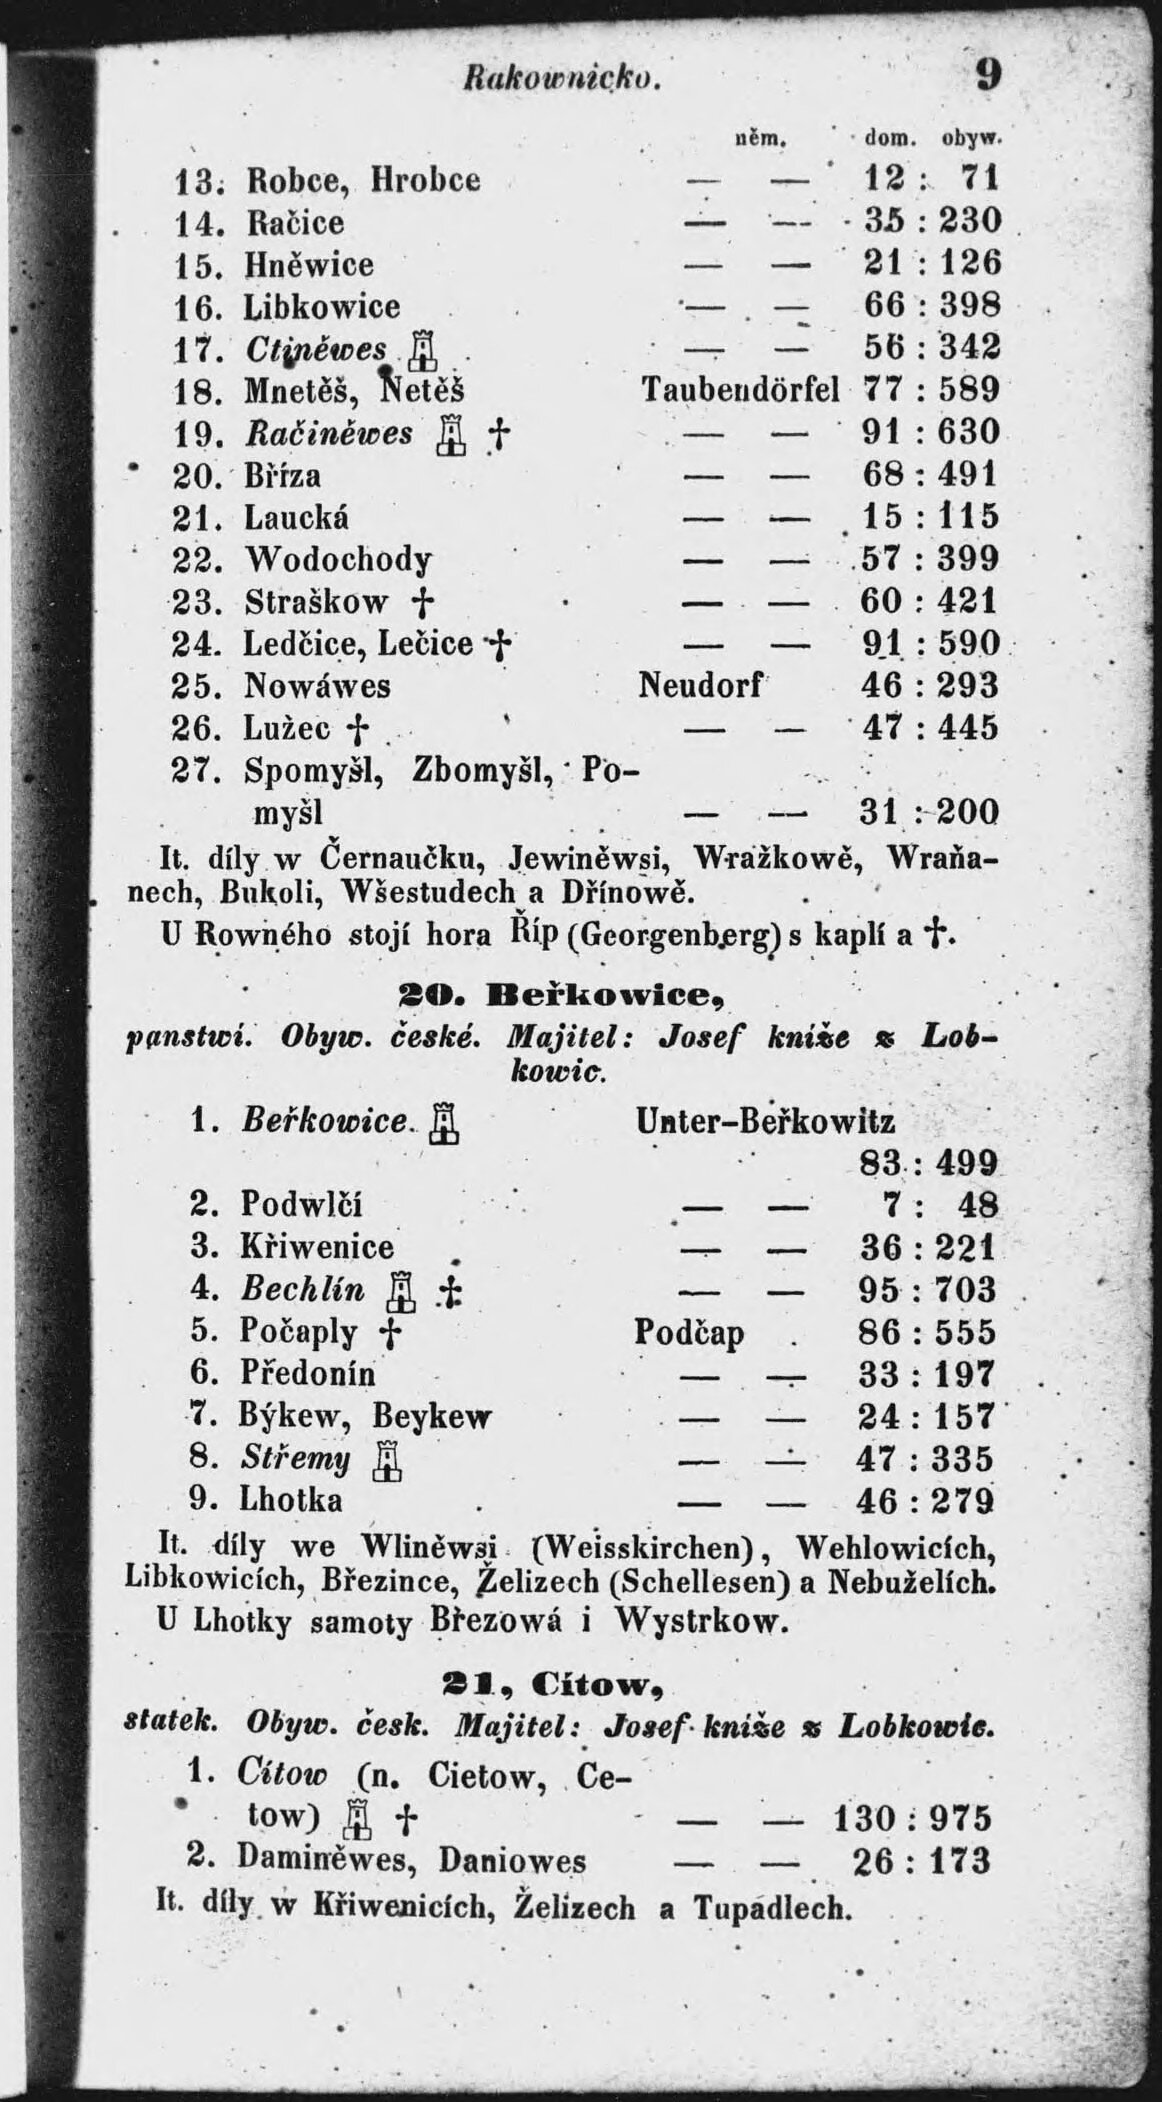 Rakownicko. 9
něm. dom. obyw.
13. Robce, Hrobce — — 12 : 71
14. Račice — — 35 : 230
15. Hněwice — — 21 : 126
16. Libkowice — — 66 : 398
17. Ctiněwes — — 56 : 342
18. Mnetěš, Netěš Taubendörfel 77 : 589
19. Račiněwes † — — 91 : 630
20. Bříza — — 68 : 491
21. Laucká — — 15 : 115
22. Wodochody — — 57 : 399
23. Straškow † — — 60 : 421
24. Ledčice, Lečice † — — 91 : 590
25. Nowáwes Neudorf 46 : 293
26. Lužec † — — 47 : 445
27. Spomyšl, Zbomyšl, Po-
myšl — — 31 : 200
It. díly w Černaučku, Jewiněwsi, Wražkowě, Wraňa-
nech, Bukoli, Wšestudech a Dřínowě.
U Rowného stojí hora Říp (Georgenberg) s kaplí a †.
20. Beřkowice,
panstwí. Obyw. české. Majitel: Josef kníže z Lob-
kowic.
1. Beřkowice Unter-Beřkowitz
83 : 499
2. Podwlčí — — 7 : 48
3. Křiwenice — — 36 : 221
4. Bechlín ‡ — — 95 : 703
5. Počaply † Podčap 86 : 555
6. Předonín — — 33 : 197
7. Býkew, Beykew — — 24 : 157
8. Střemy — — 47 : 335
9. Lhotka — — 46 : 279
It. díly we Wliněwsi (Weisskirchen), Wehlowicích,
Libkowicích, Březince, Želizech (Schellesen) a Nebuželích.
U Lhotky samoty Březowá i Wystrkow.
21, Cítow,
statek. Obyw. česk. Majitel: Josef kníže z Lobkowic.
1. Cítow (n. Cietow, Ce-
tow) † — — 130 : 975
2. Daminěwes, Daniowes — — 26 : 173
It. díly w Křiwenicích, Želizech a Tupadlech.